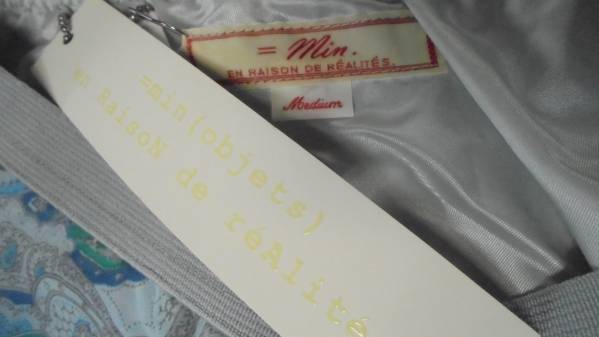 = Min.
EN RAISON DE RÉALITÉS.
Medium
=min(objets)
en RaisoN de réAlité